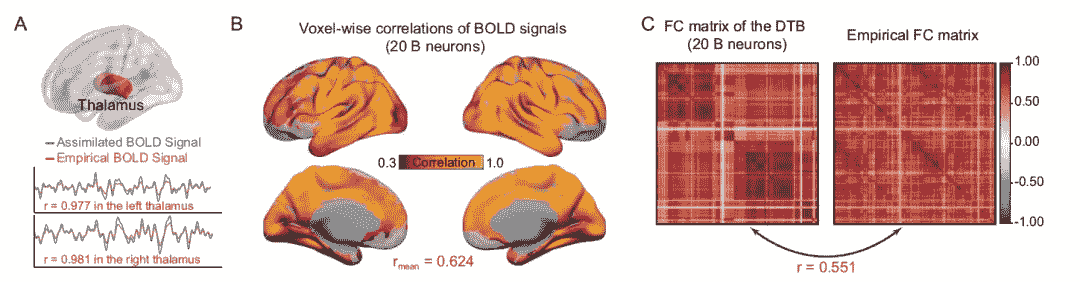 A
Thalamus
Assimilated BOLD Signal
Empirical BOLD Signal
r = 0.977 in the left thalamus
r = 0.981 in the right thalamus
B
Voxel-wise correlations of BOLD signals
(20 B neurons)
0.3 Correlation 1.0
rmean = 0.624
C
FC matrix of the DTB
(20 B neurons)
Empirical FC matrix
1.00
0.50
0.00
-0.50
-1.00
r = 0.551